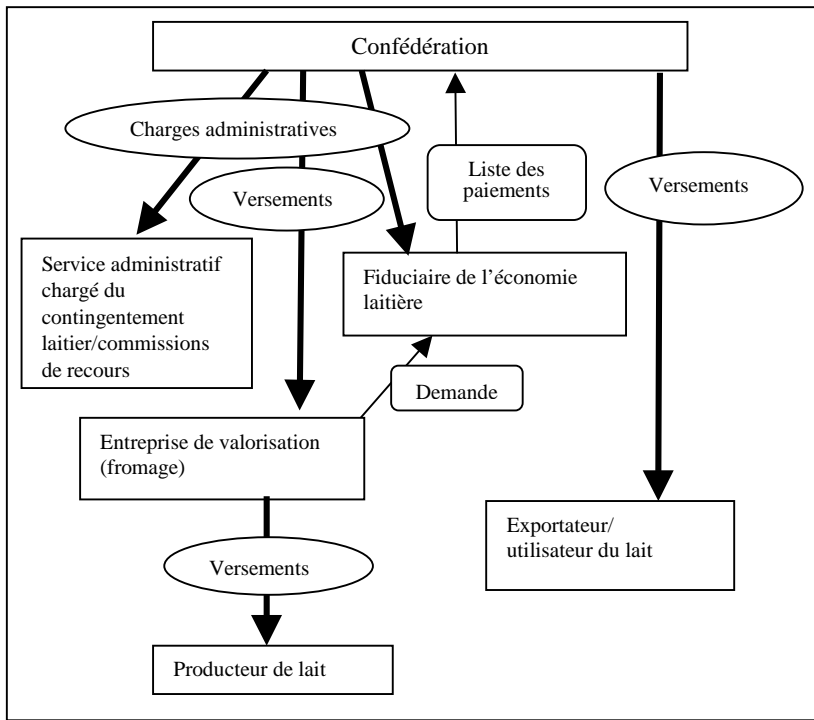 Confédération
Charges administratives
Liste des
paiements
Versements
Versements
Service administratif
chargé du
contingentement
laitier/commissions
de recours
Fiduciaire de l’économie
laitière
Demande
Entreprise de valorisation
(fromage)
Exportateur/
utilisateur du lait
Versements
Producteur de lait